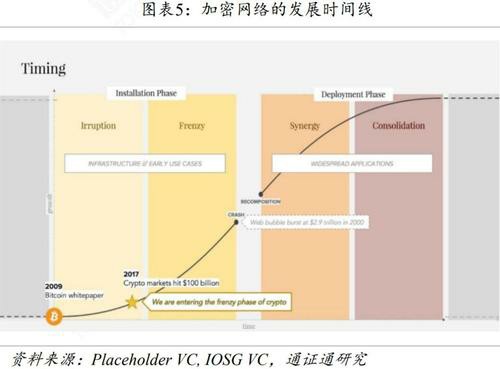 图表5：加密网络的发展时间线
Timing
Installation Phase
Deployment Phase
Irruption
Frenzy
Synergy
Consolidation
INFRASTRUCTURE & EARLY USE CASES
WIDESPREAD APPLICATIONS
growth
RECOMPOSITION
CRASH
Web bubble burst at $2.9 trillion in 2000
2017
Crypto markets hit $100 billion
2009
Bitcoin whitepaper
We are entering the frenzy phase of crypto
time
资料来源：Placeholder VC, IOSG VC，通证通研究